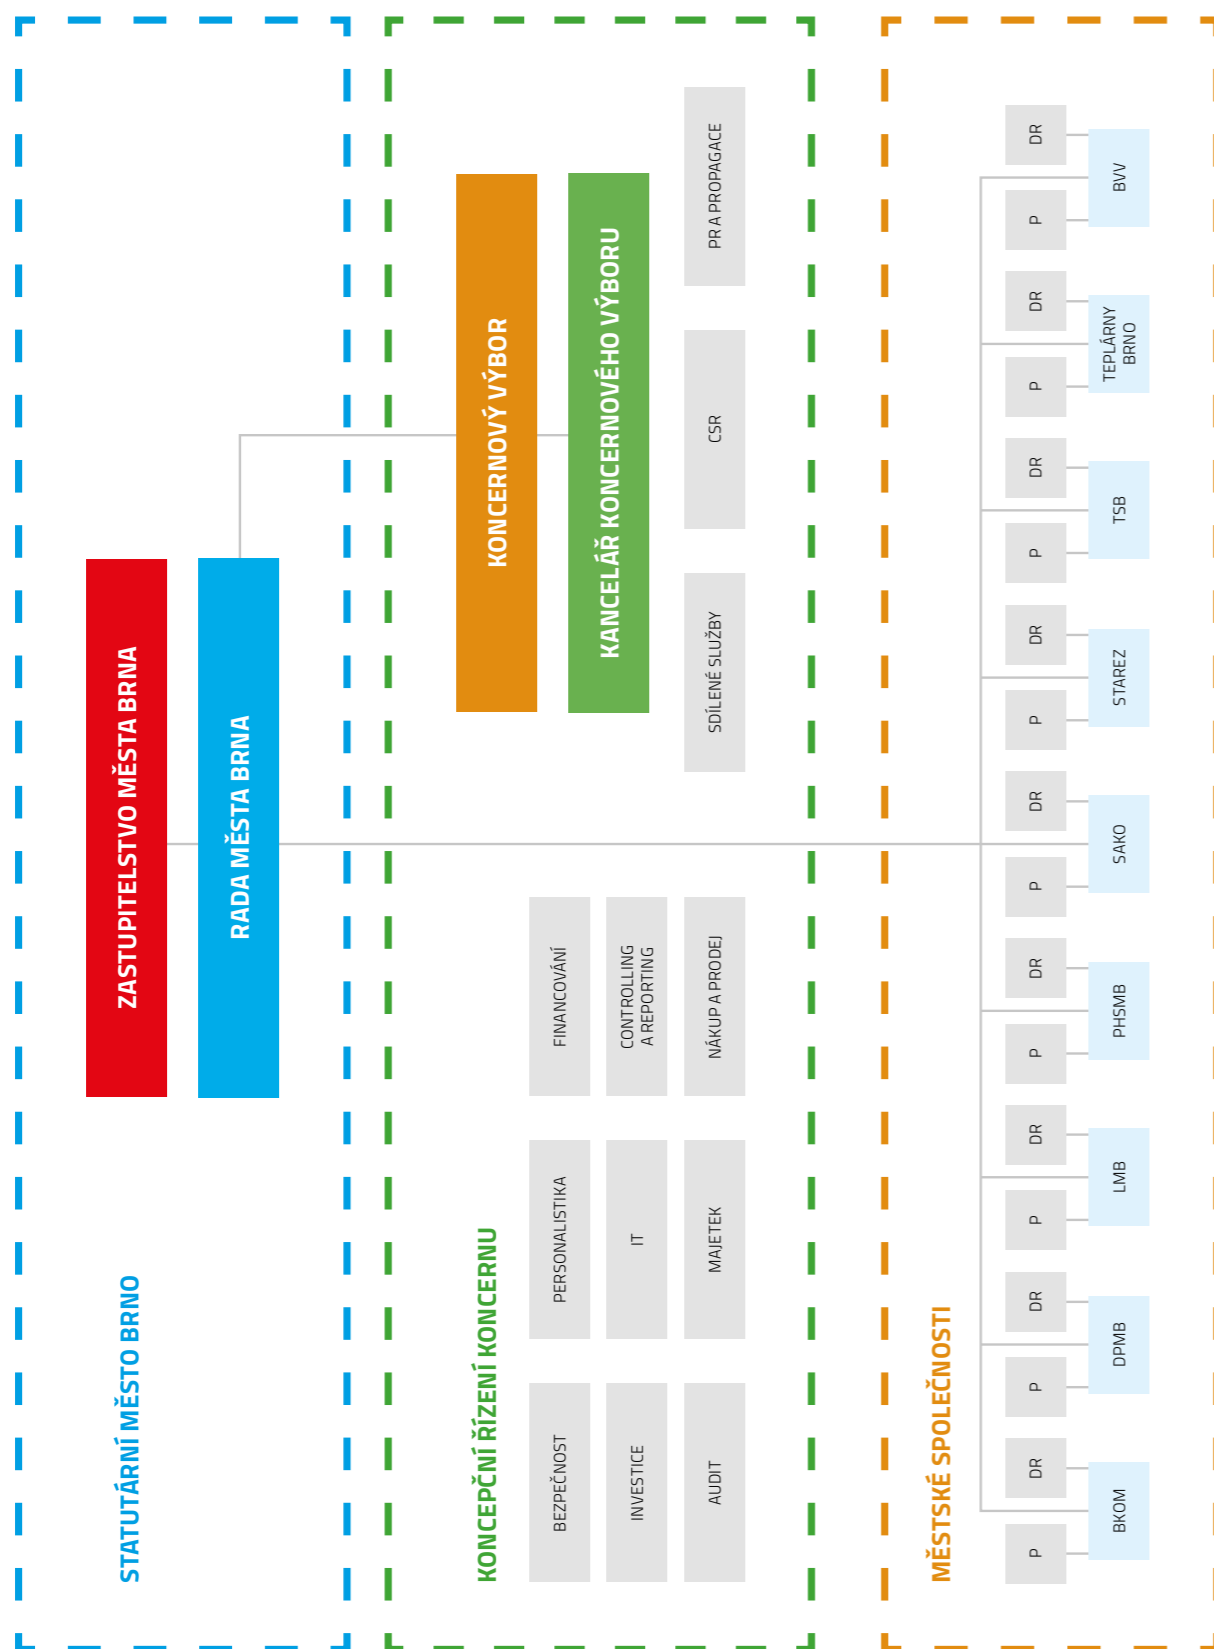 STATUTÁRNÍ MĚSTO BRNO
ZASTUPITELSTVO MĚSTA BRNA
RADA MĚSTA BRNA
KONCEPČNÍ ŘÍZENÍ KONCERNU
KONCERNOVÝ VÝBOR
KANCELÁŘ KONCERNOVÉHO VÝBORU
BEZPEČNOST
PERSONALISTIKA
FINANCOVÁNÍ
INVESTICE
IT
CONTROLLING
A REPORTING
AUDIT
MAJETEK
NÁKUP A PRODEJ
SDÍLENÉ SLUŽBY
CSR
PR A PROPAGACE
MĚSTSKÉ SPOLEČNOSTI
P
DR
P
DR
P
DR
P
DR
P
DR
P
DR
P
DR
P
DR
P
DR
BKOM
DPMB
LMB
PHSMB
SAKO
STAREZ
TSB
TEPLÁRNY
BRNO
BVV